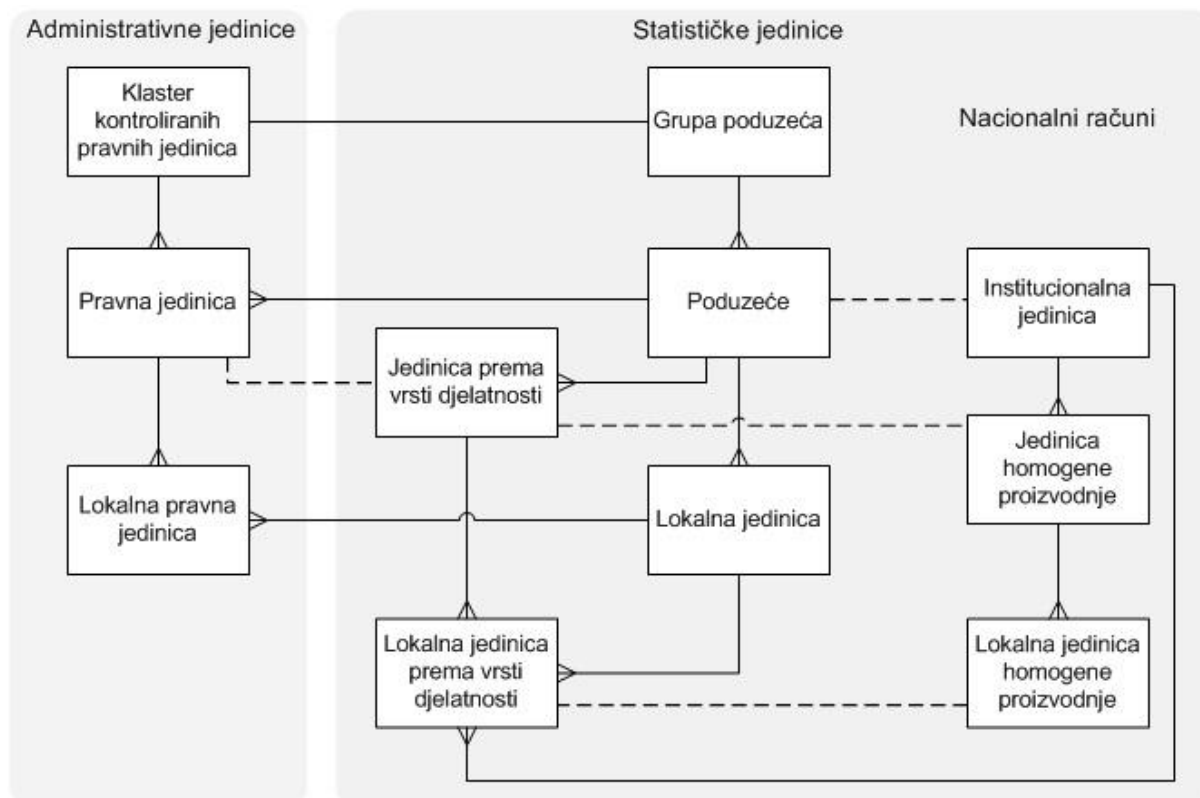 Administrativne jedinice
Statističke jedinice
Klaster
kontroliranih
pravnih jedinica
Grupa poduzeća
Nacionalni računi
Pravna jedinica
Poduzeće
Institucionalna
jedinica
Jedinica prema
vrsti djelatnosti
Jedinica
homogene
proizvodnje
Lokalna pravna
jedinica
Lokalna jedinica
Lokalna jedinica
prema vrsti
djelatnosti
Lokalna jedinica
homogene
proizvodnje